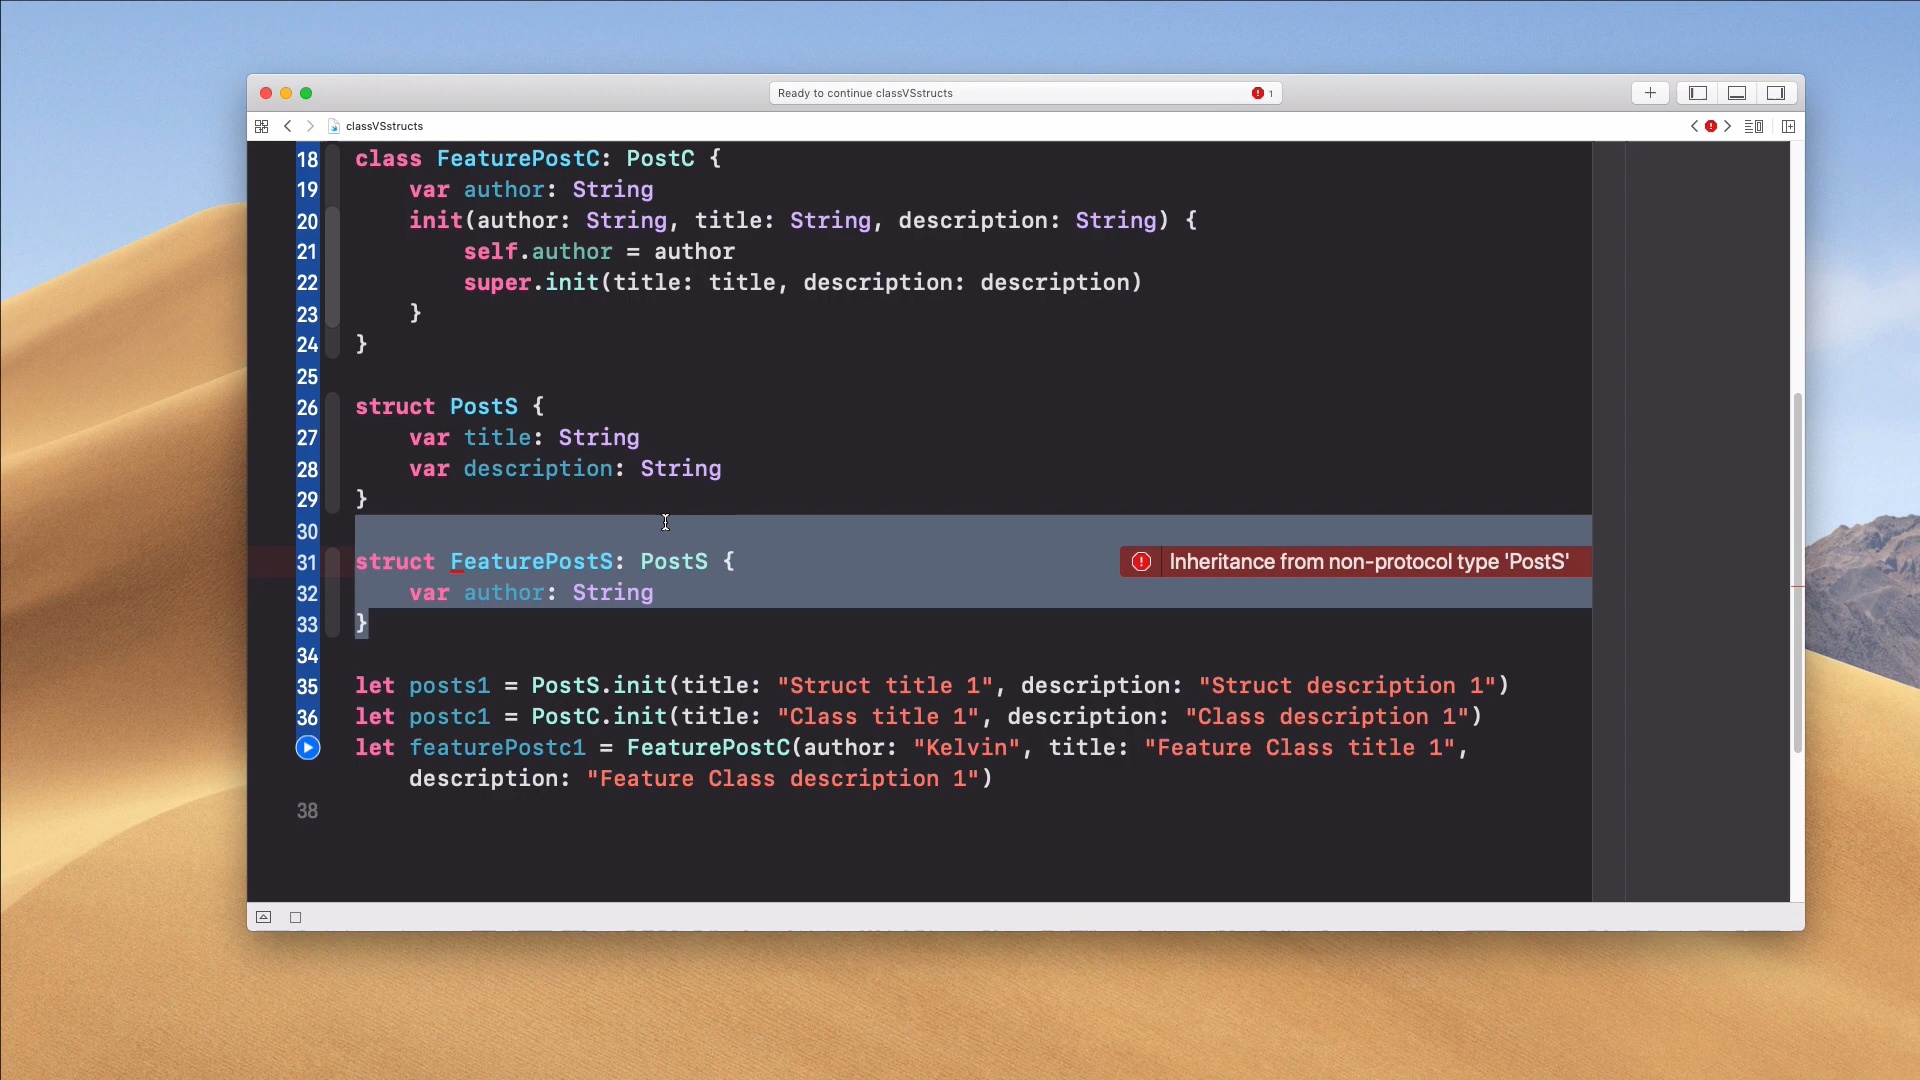 Ready to continue classVSstructs
1
classVSstructs
18 class FeaturePostC: PostC {
19 var author: String
20 init(author: String, title: String, description: String) {
21 self.author = author
22 super.init(title: title, description: description)
23 }
24 }
25
26 struct PostS {
27 var title: String
28 var description: String
29 }
30
31 struct FeaturePostS: PostS { Inheritance from non-protocol type 'PostS'
32 var author: String
33 }
34
35 let posts1 = PostS.init(title: "Struct title 1", description: "Struct description 1")
36 let postc1 = PostC.init(title: "Class title 1", description: "Class description 1")
let featurePostc1 = FeaturePostC(author: "Kelvin", title: "Feature Class title 1",
description: "Feature Class description 1")
38